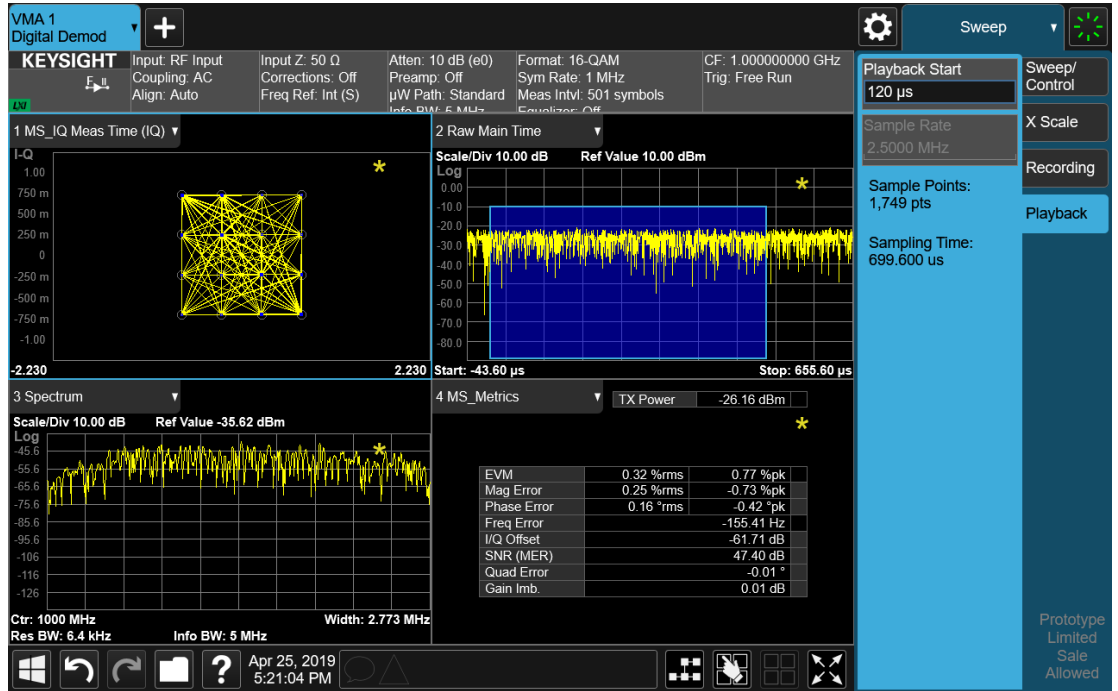 VMA 1
Digital Demod
Sweep
KEYSIGHT
LXI
Input: RF Input
Coupling: AC
Align: Auto
Input Z: 50 Ω
Corrections: Off
Freq Ref: Int (S)
Atten: 10 dB (e0)
Preamp: Off
µW Path: Standard
Info BW: 5 MHz
Format: 16-QAM
Sym Rate: 1 MHz
Meas Intvl: 501 symbols
Equalizer: Off
CF: 1.000000000 GHz
Trig: Free Run
1 MS_IQ Meas Time (IQ)
I-Q
1.00
750 m
500 m
250 m
0
-250 m
-500 m
-750 m
-1.00
-2.230
2.230
2 Raw Main Time
Scale/Div 10.00 dB
Ref Value 10.00 dBm
Log
0.00
-10.0
-20.0
-30.0
-40.0
-50.0
-60.0
-70.0
-80.0
Start: -43.60 µs
Stop: 655.60 µs
3 Spectrum
Scale/Div 10.00 dB
Ref Value -35.62 dBm
Log
-45.6
-55.6
-65.6
-75.6
-85.6
-95.6
-106
-116
-126
Ctr: 1000 MHz
Width: 2.773 MHz
Res BW: 6.4 kHz
Info BW: 5 MHz
4 MS_Metrics
TX Power -26.16 dBm
EVM 0.32 %rms 0.77 %pk
Mag Error 0.25 %rms -0.73 %pk
Phase Error 0.16 °rms -0.42 °pk
Freq Error -155.41 Hz
I/Q Offset -61.71 dB
SNR (MER) 47.40 dB
Quad Error -0.01 °
Gain Imb. 0.01 dB
Playback Start
120 µs
Sample Rate
2.5000 MHz
Sample Points:
1,749 pts
Sampling Time:
699.600 us
Sweep/
Control
X Scale
Recording
Playback
Prototype
Limited
Sale
Allowed
?
Apr 25, 2019
5:21:04 PM